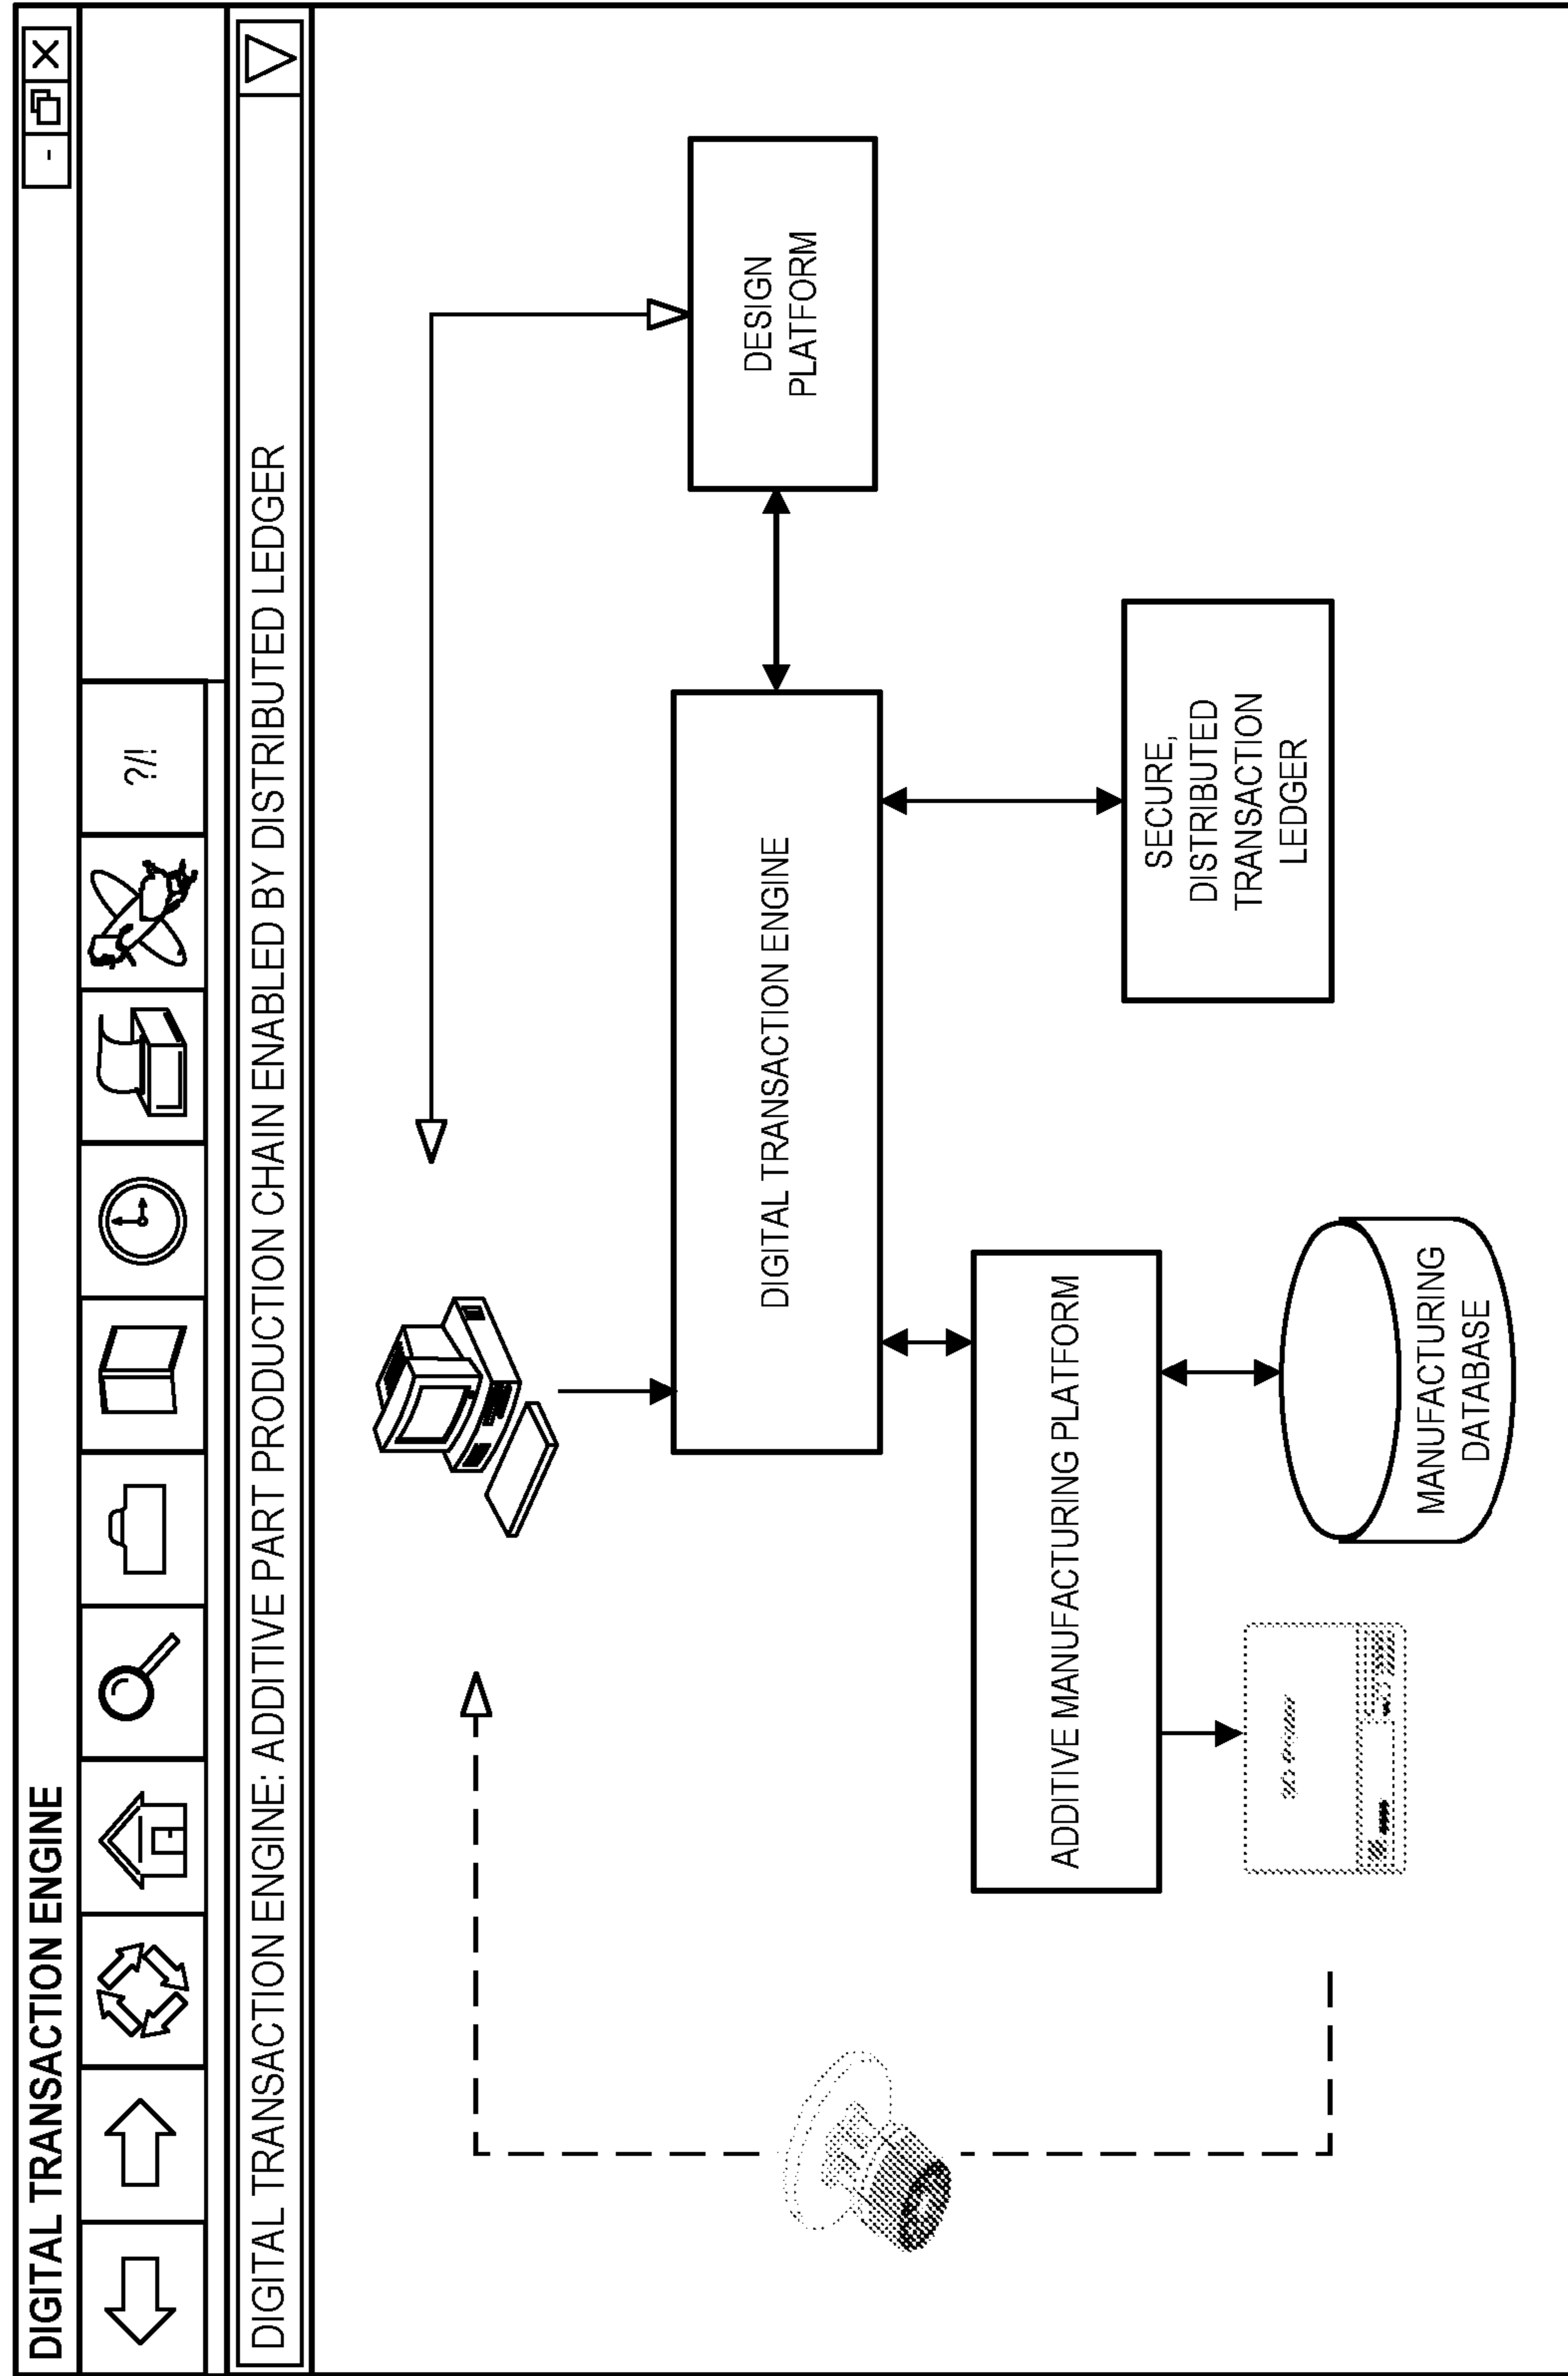 DIGITAL TRANSACTION ENGINE
-
X
?/!
DIGITAL TRANSACTION ENGINE: ADDITIVE PART PRODUCTION CHAIN ENABLED BY DISTRIBUTED LEDGER
DESIGN
PLATFORM
DIGITAL TRANSACTION ENGINE
SECURE,
DISTRIBUTED
TRANSACTION
LEDGER
ADDITIVE MANUFACTURING PLATFORM
MANUFACTURING
DATABASE